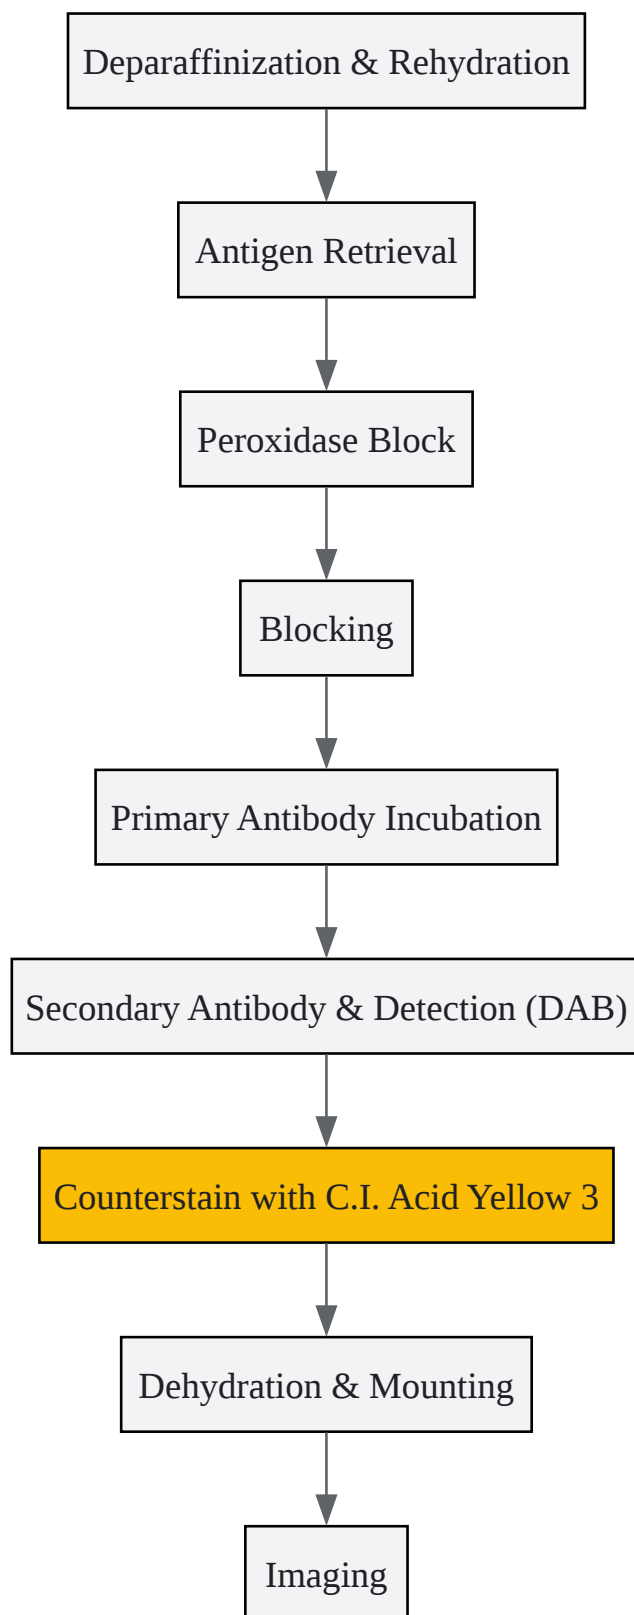 Deparaffinization & Rehydration
Antigen Retrieval
Peroxidase Block
Blocking
Primary Antibody Incubation
Secondary Antibody & Detection (DAB)
Counterstain with C.I. Acid Yellow 3
Dehydration & Mounting
Imaging